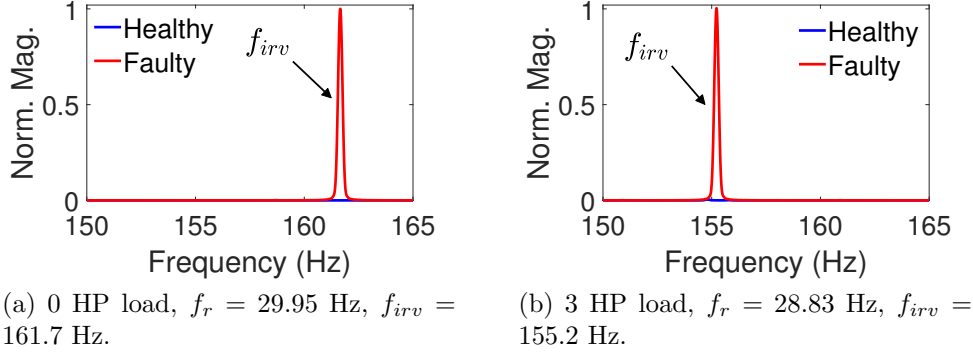 Norm. Mag.
1
0.5
0
Healthy
Faulty
f_irv
150
155
160
165
Frequency (Hz)
(a) 0 HP load, f_r = 29.95 Hz, f_irv =
161.7 Hz.
Norm. Mag.
1
0.5
0
f_irv
Healthy
Faulty
150
155
160
165
Frequency (Hz)
(b) 3 HP load, f_r = 28.83 Hz, f_irv =
155.2 Hz.